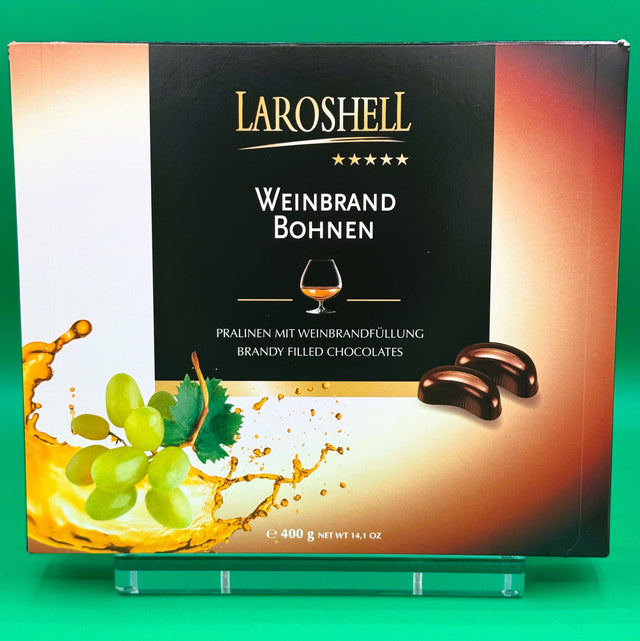 LAROSHELL
★★★★★
WEINBRAND
BOHNEN
PRALINEN MIT WEINBRANDFÜLLUNG
BRANDY FILLED CHOCOLATES
℮ 400 g NET WT 14,1 OZ